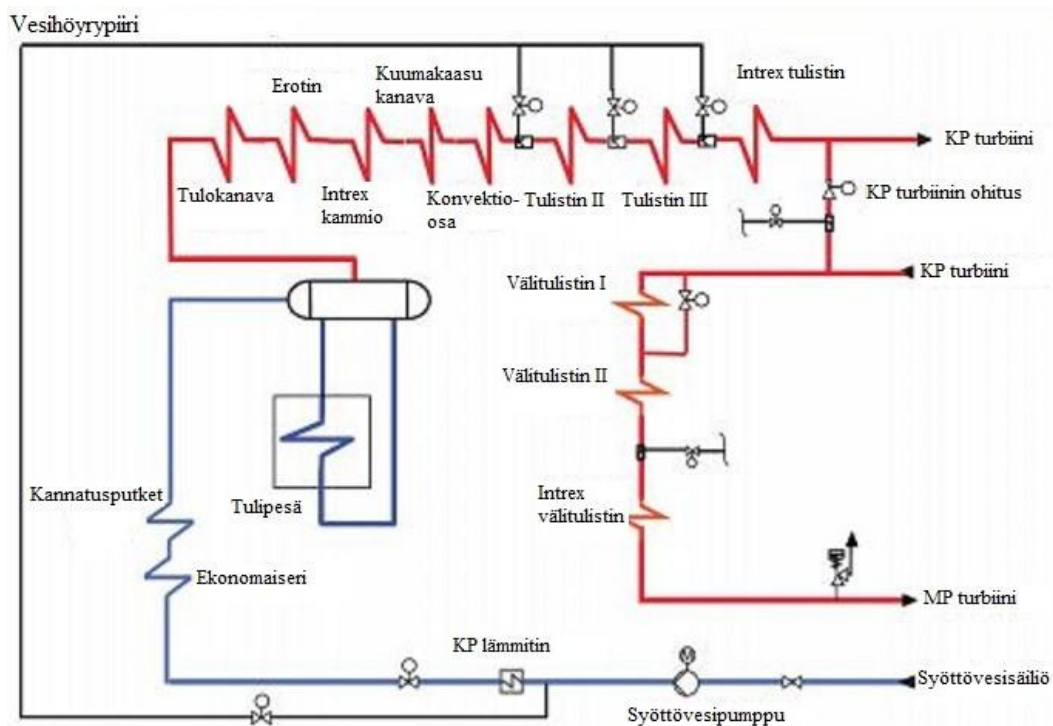 Vesihöyrypiiri
Erotin
Kuumakaasu
kanava
Intrex tulistin
KP turbiini
Tulokanava
Intrex
kammio
Konvektio-
osa
Tulistin II
Tulistin III
KP turbiinin ohitus
KP turbiini
Välitulistin I
Välitulistin II
Kannatusputket
Tulipesä
Intrex
välitulistin
Ekonomaiseri
MP turbiini
KP lämmitin
M
Syöttövesisäiliö
Syöttövesipumppu